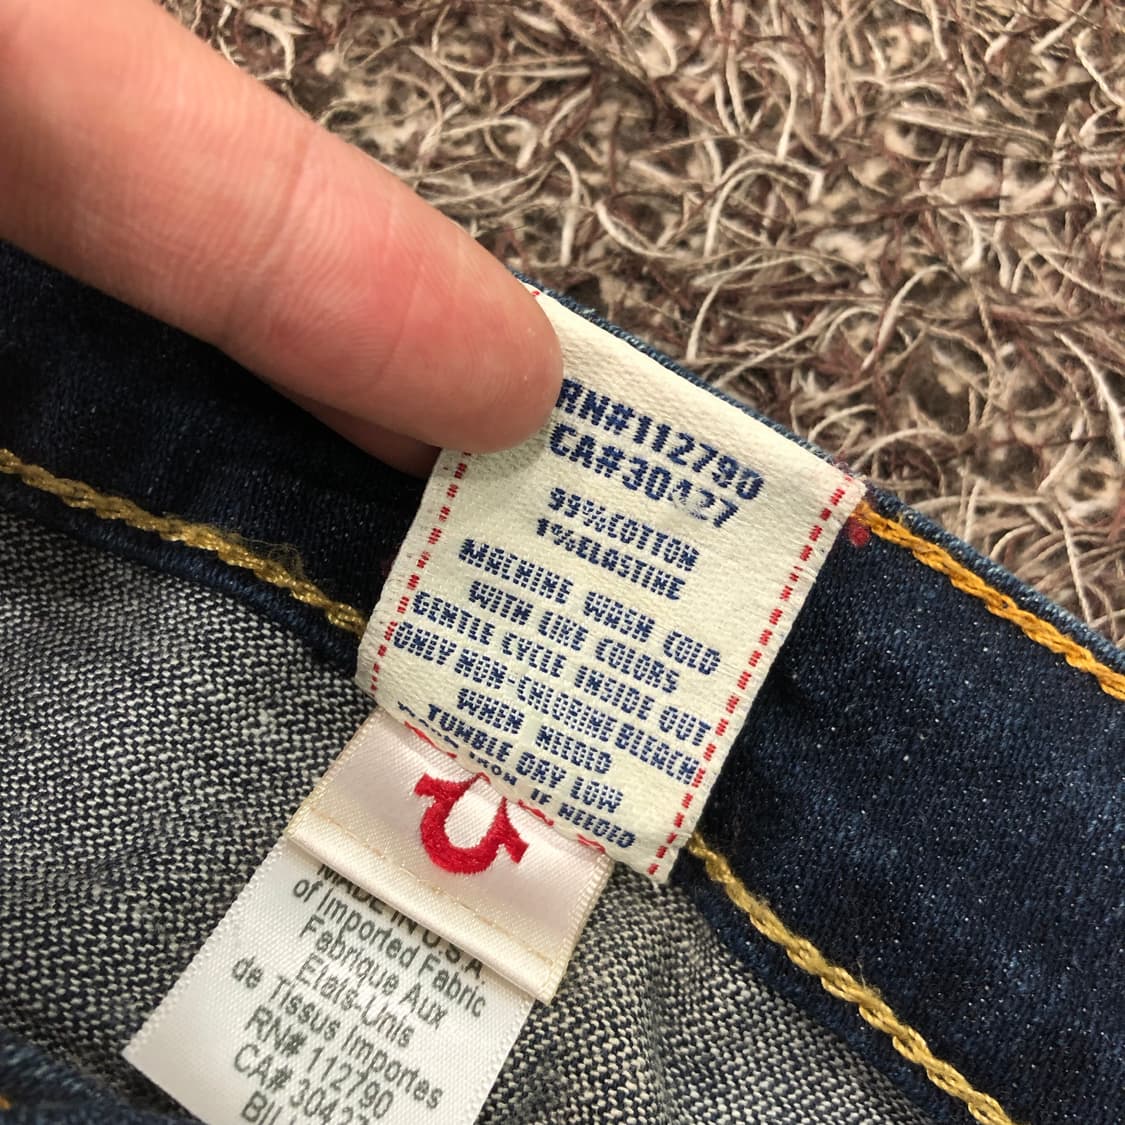 RN#112790
CA#30427
99%COTTON
1%ELASTINE
MACHINE WASH COLD
WITH LIKE COLORS
GENTLE CYCLE INSIDE OUT
ONLY NON-CHLORINE BLEACH
WHEN NEEDED
TUMBLE DRY LOW
IRON IF NEEDED
MADE IN U.S.A
of Imported Fabric
Fabrique Aux
Etats-Unis
de Tissus Importes
RN# 112790
CA# 30427